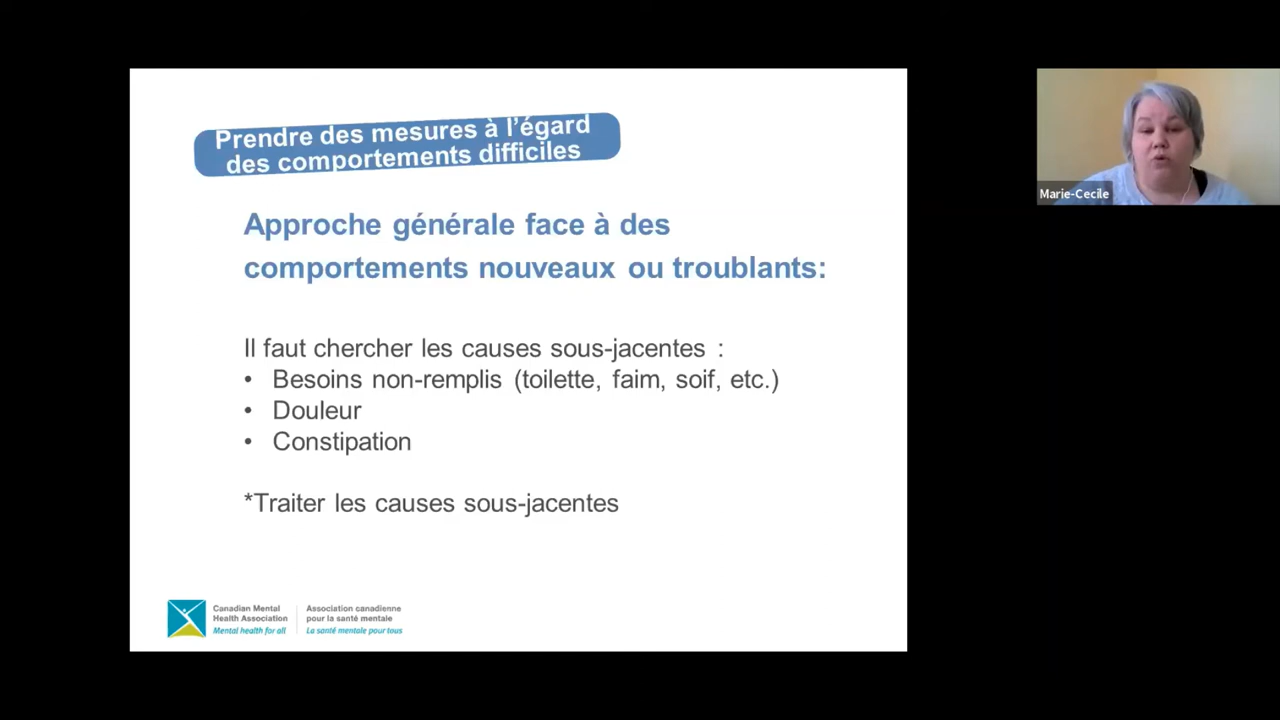 Prendre des mesures à l'égard
des comportements difficiles
Approche générale face à des
comportements nouveaux ou troublants:
Il faut chercher les causes sous-jacentes :
• Besoins non-remplis (toilette, faim, soif, etc.)
• Douleur
• Constipation
*Traiter les causes sous-jacentes
Canadian Mental
Health Association
Mental health for all
Association canadienne
pour la santé mentale
La santé mentale pour tous
Marie-Cecile